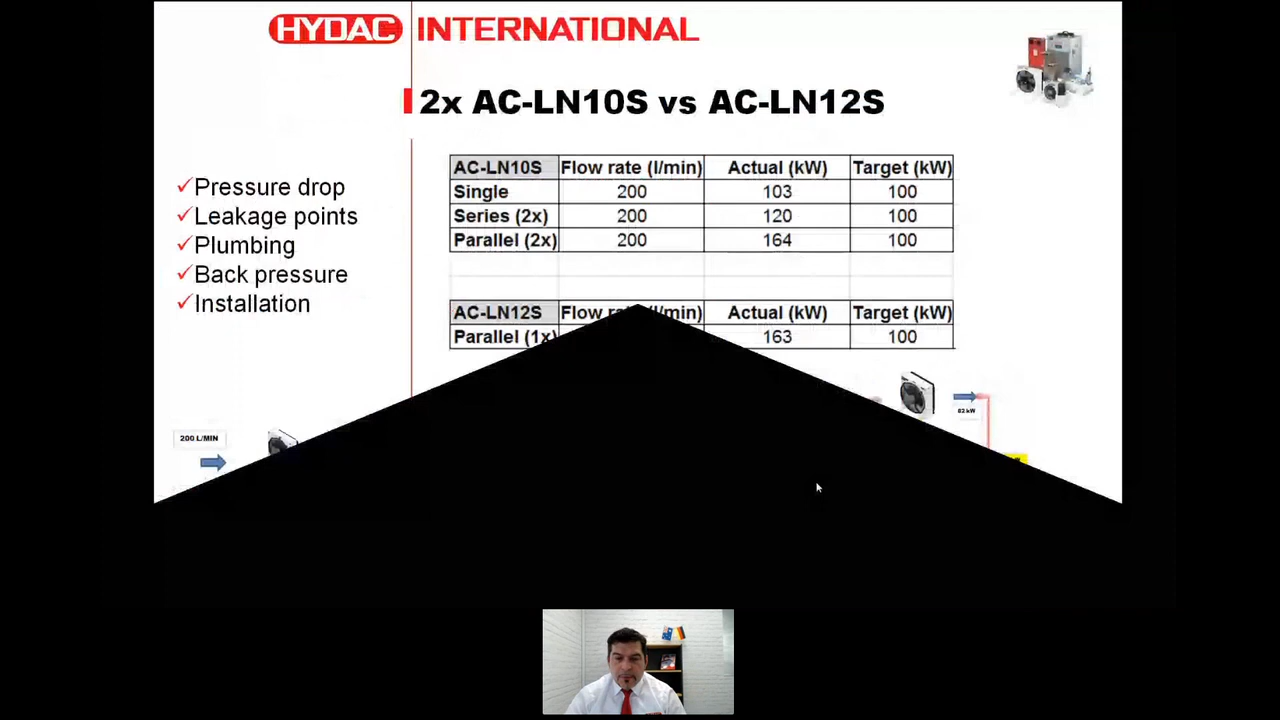 HYDAC INTERNATIONAL
2x AC-LN10S vs AC-LN12S
Pressure drop
Leakage points
Plumbing
Back pressure
Installation
AC-LN10S Flow rate (l/min) Actual (kW) Target (kW)
Single 200 103 100
Series (2x) 200 120 100
Parallel (2x) 200 164 100
AC-LN12S Flow (l/min) Actual (kW) Target (kW)
Parallel (1x) 163 100
200 L/MIN
82 kW